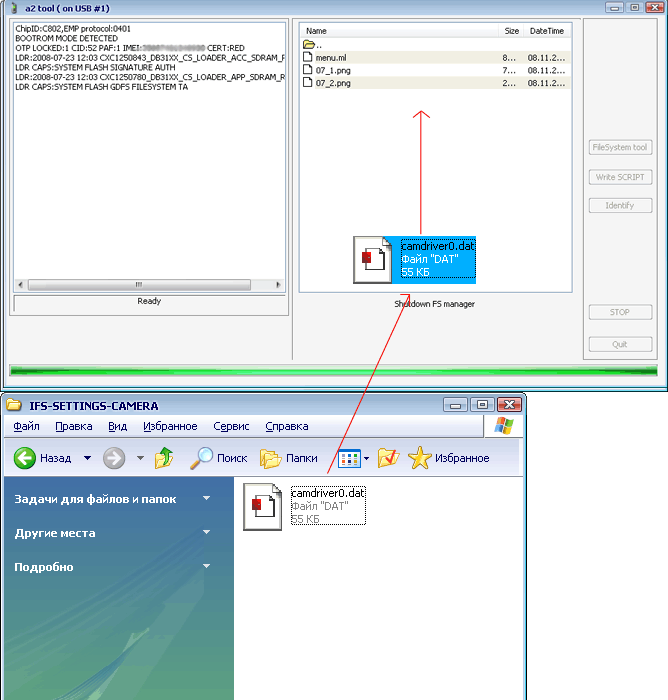 a2 tool ( on USB #1)
ChipID:C802,EMP protocol:0401
BOOTROM MODE DETECTED
OTP LOCKED:1 CID:52 PAF:1 IMEI CERT:RED
LDR:2008-07-23 12:03 CXC1250843_DB31XX_CS_LOADER_ACC_SDRAM_F
LDR CAPS:SYSTEM FLASH SIGNATURE AUTH
LDR:2008-07-23 12:03 CXC1250780_DB31XX_CS_LOADER_APP_SDRAM_R
LDR CAPS:SYSTEM FLASH GDFS FILESYSTEM TA
Ready
Name Size DateTime
..
menu.ml 8... 08.11.2...
07_1.png 7... 08.11.2...
07_2.png 2... 08.11.2...
camdriver0.dat
Файл "DAT"
55 КБ
Shutdown FS manager
FileSystem tool
Write SCRIPT
Identify
STOP
Quit
IFS-SETTINGS-CAMERA
Файл Правка Вид Избранное Сервис Справка
Назад Поиск Папки Избранное
Задачи для файлов и папок
Другие места
Подробно
camdriver0.dat
Файл "DAT"
55 КБ